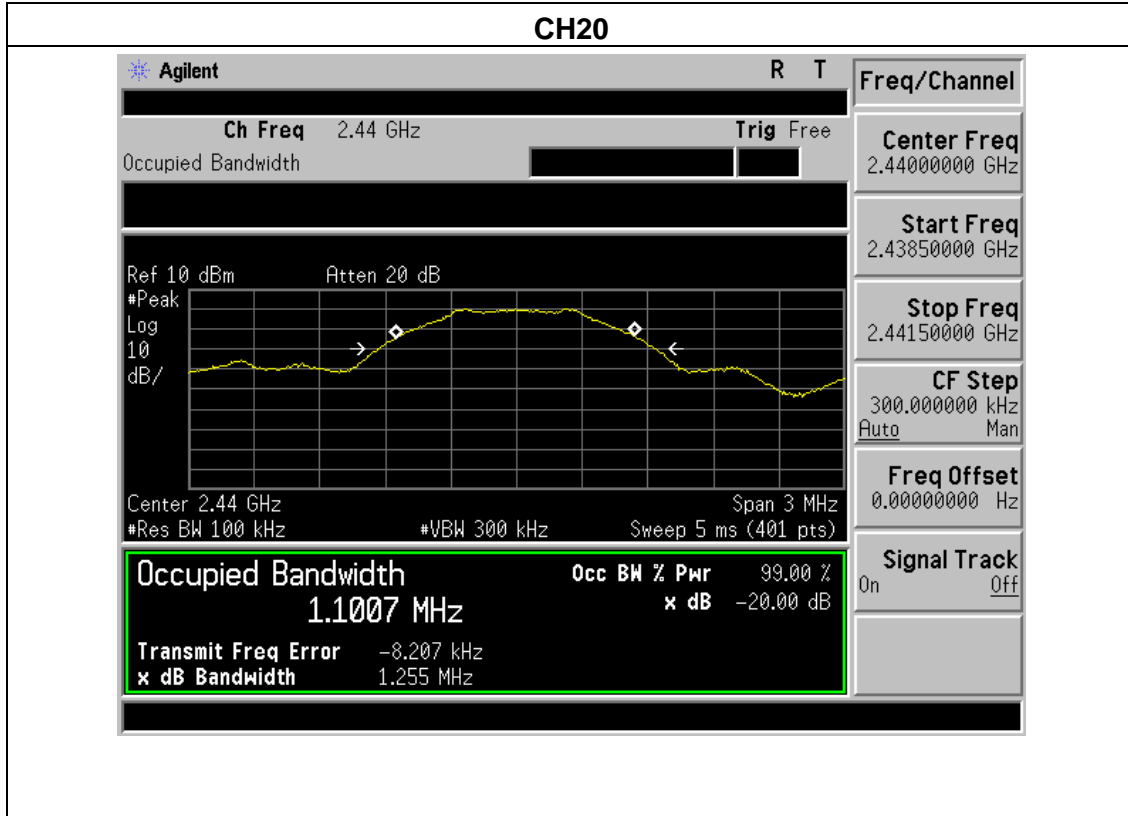 CH20
Agilent R T
Ch Freq 2.44 GHz Trig Free
Occupied Bandwidth
Ref 10 dBm Atten 20 dB
#Peak
Log
10
dB/
Center 2.44 GHz Span 3 MHz
#Res BW 100 kHz #VBW 300 kHz Sweep 5 ms (401 pts)
Occupied Bandwidth Occ BW % Pwr 99.00 %
1.1007 MHz x dB -20.00 dB
Transmit Freq Error -8.207 kHz
x dB Bandwidth 1.255 MHz
Freq/Channel
Center Freq
2.44000000 GHz
Start Freq
2.43850000 GHz
Stop Freq
2.44150000 GHz
CF Step
300.000000 kHz
Auto Man
Freq Offset
0.00000000 Hz
Signal Track
On Off